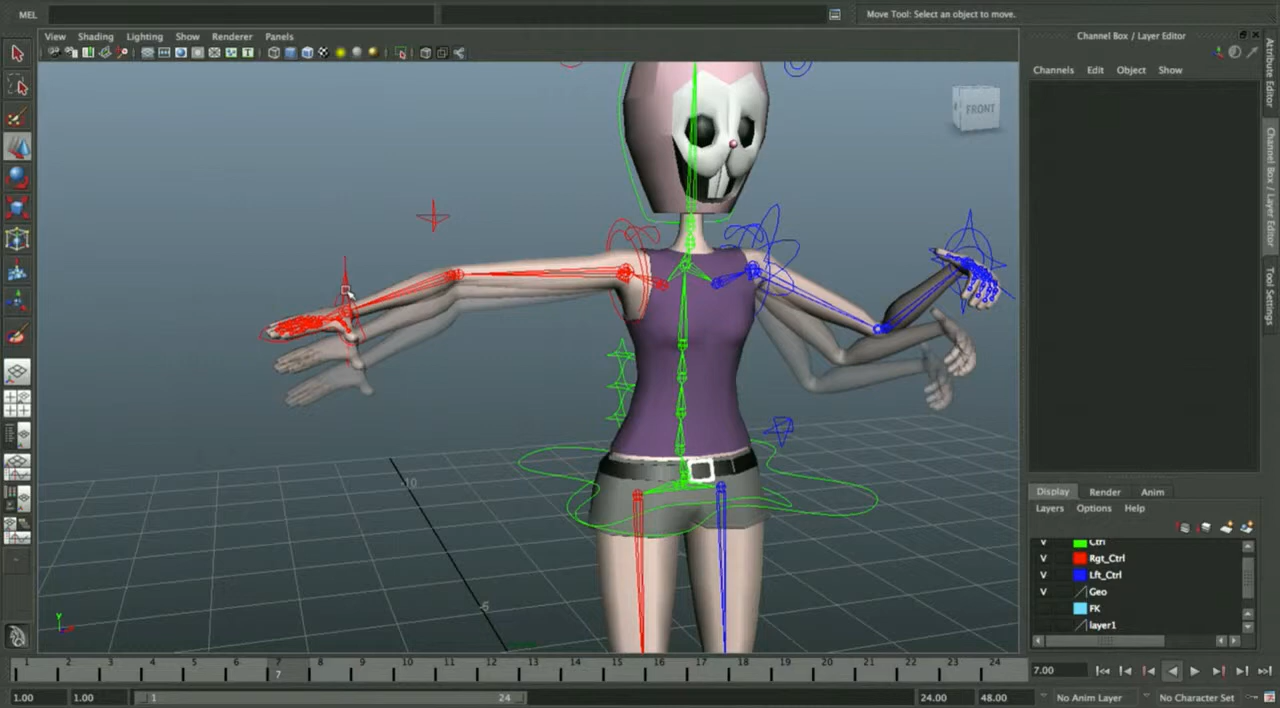 MEL
Move Tool: Select an object to move.
View Shading Lighting Show Renderer Panels
Channel Box / Layer Editor
Channels Edit Object Show
Attribute Editor
Channel Box / Layer Editor
Tool Settings
FRONT
10
5
Y
Display Render Anim
Layers Options Help
Ctrl
V Rgt_Ctrl
V Lft_Ctrl
V Geo
FK
layer1
1 2 3 4 5 6 7 8 9 10 11 12 13 14 15 16 17 18 19 20 21 22 23 24
7
7.00
1.00 1.00 1 24 24.00 48.00 No Anim Layer No Character Set